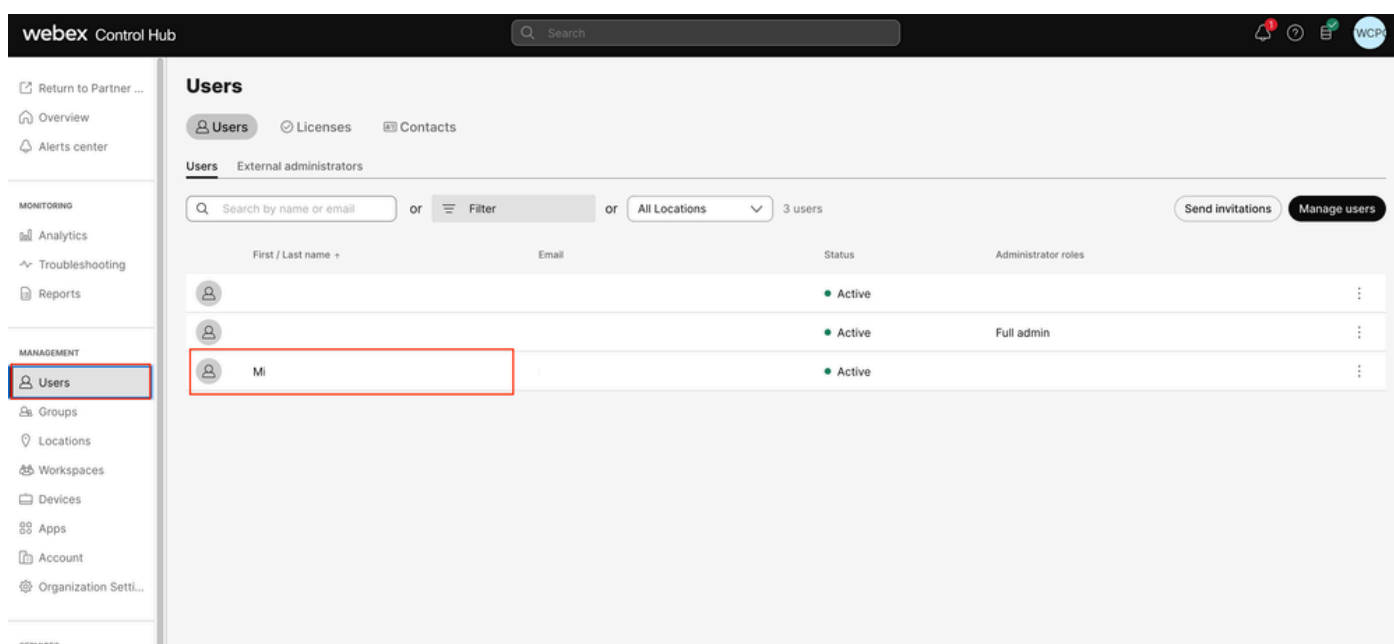 webex Control Hub
Search
1
WCPC
Return to Partner ...
Overview
Alerts center
MONITORING
Analytics
Troubleshooting
Reports
MANAGEMENT
Users
Groups
Locations
Workspaces
Devices
Apps
Account
Organization Setti...
Users
Users Licenses Contacts
Users External administrators
Search by name or email or Filter or All Locations 3 users Send invitations Manage users
First / Last name Email Status Administrator roles
Active
Active Full admin
Mi Active